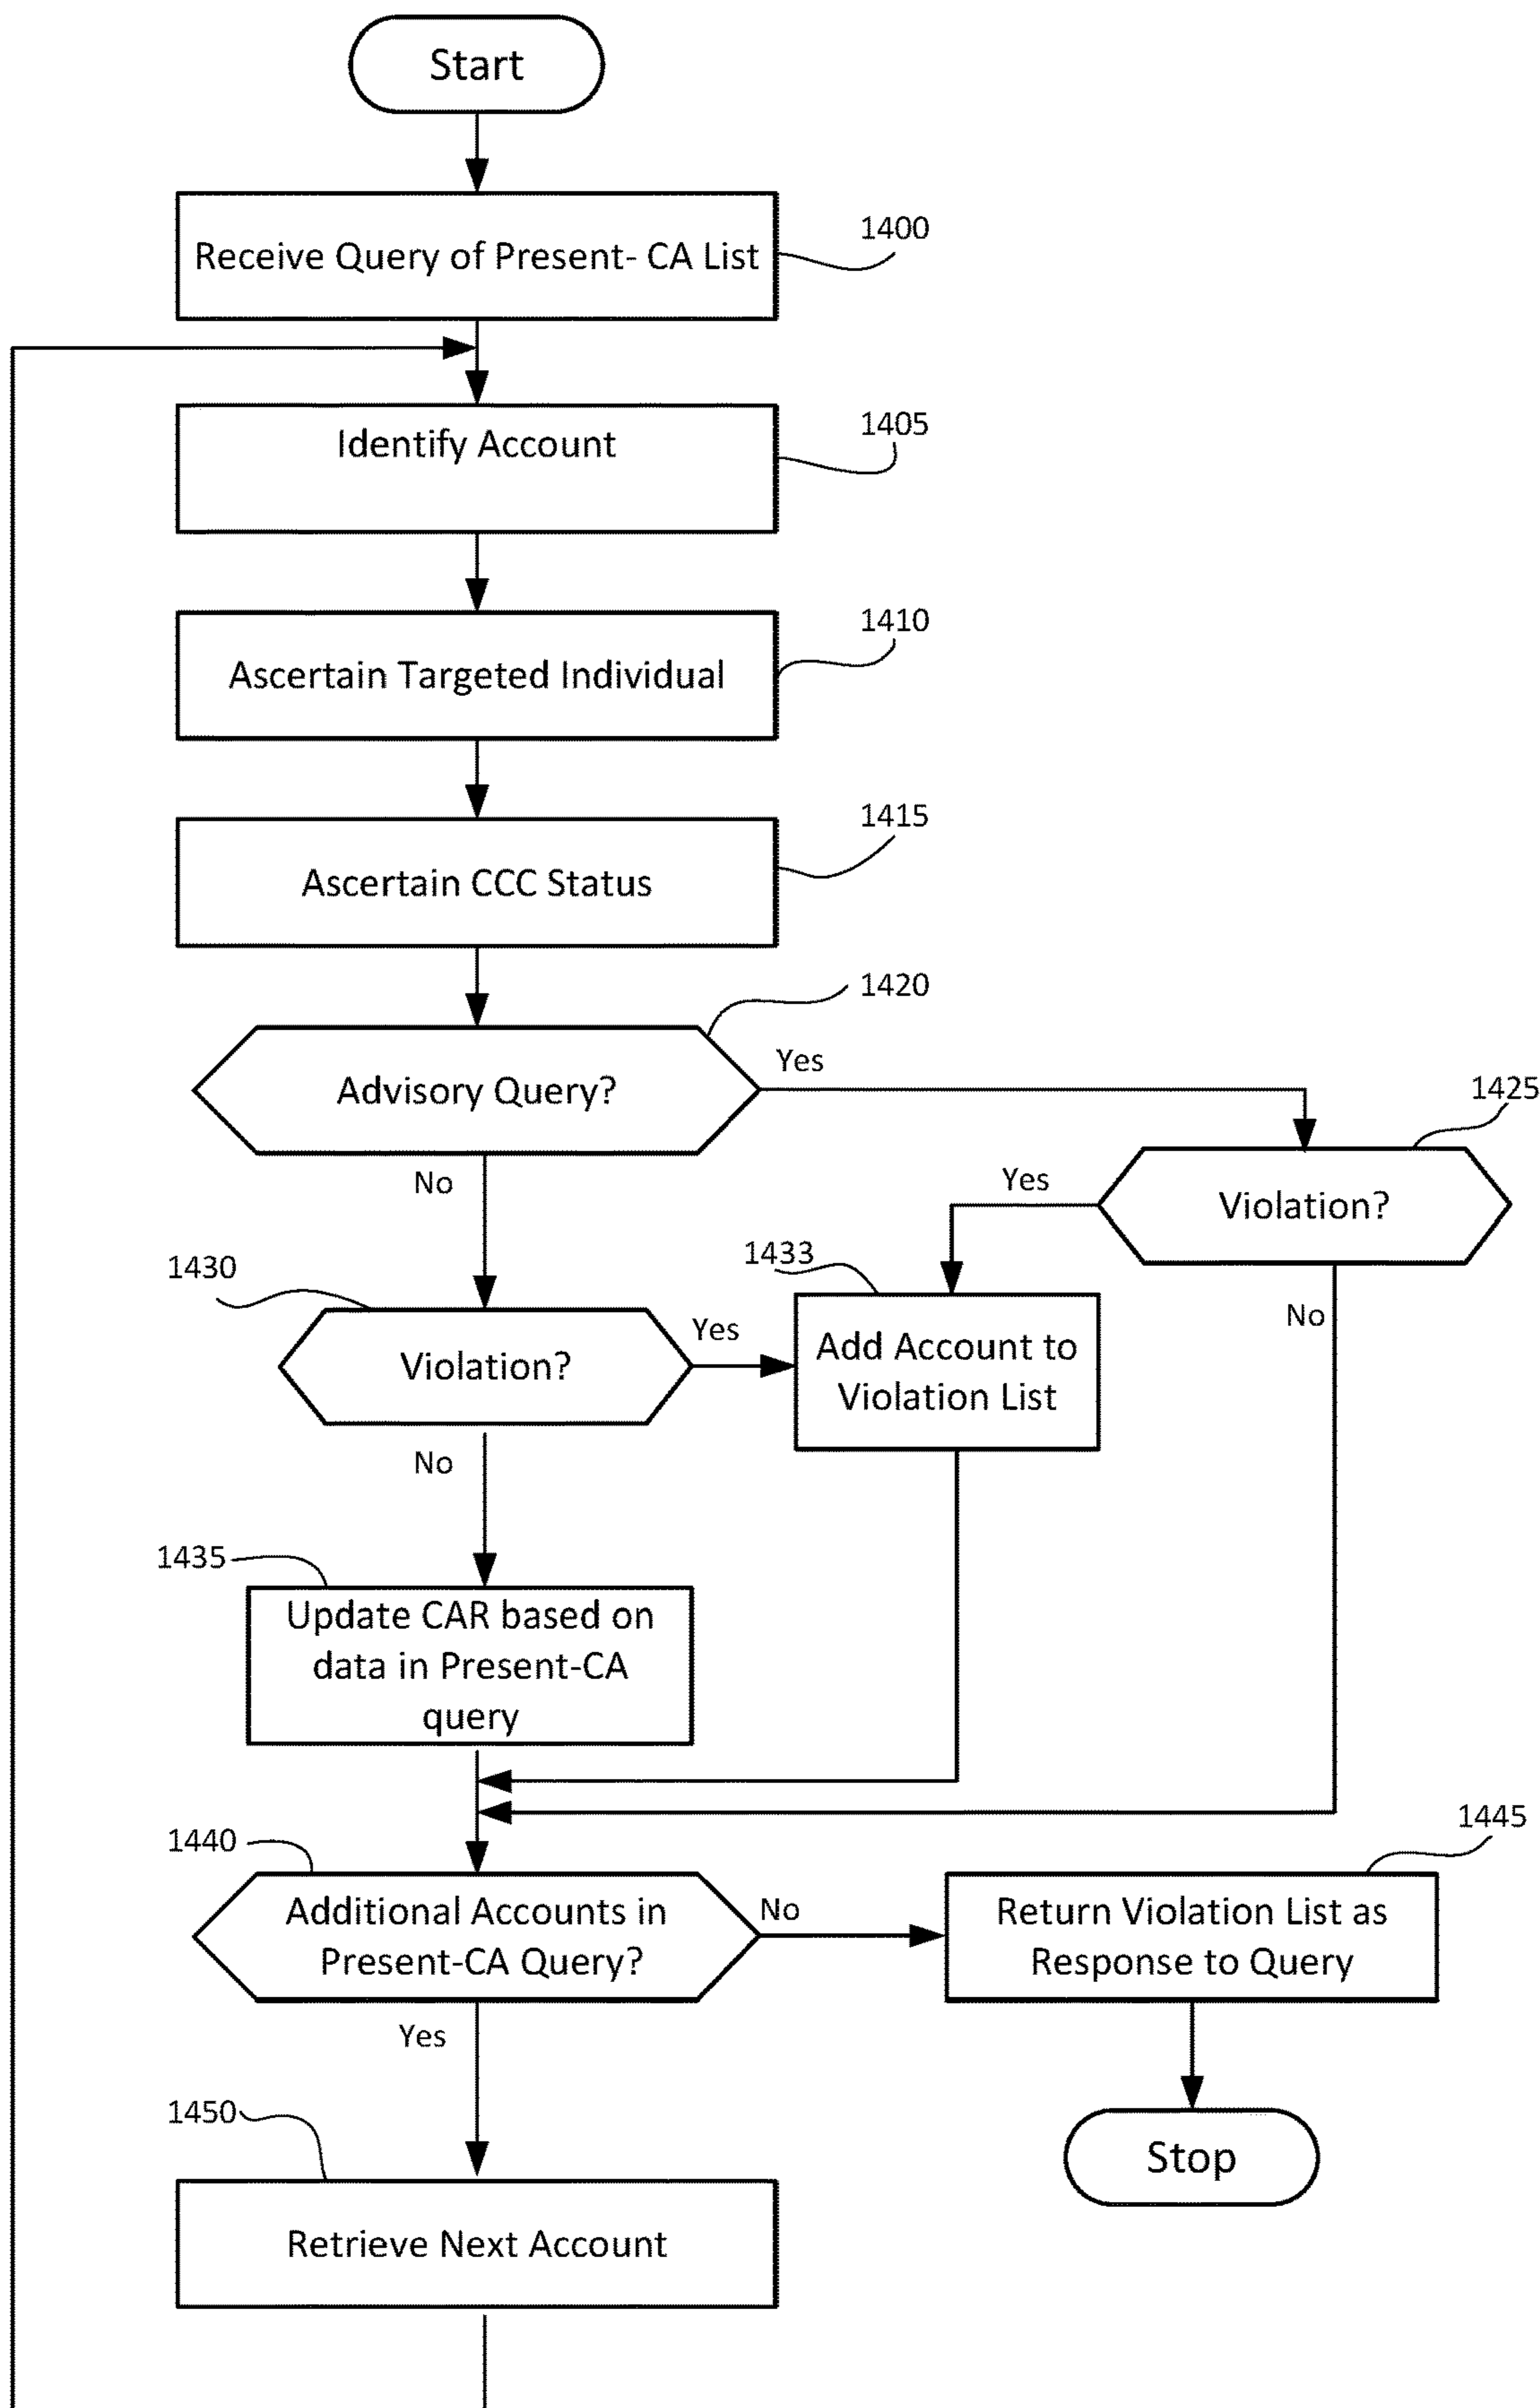 Start
Receive Query of Present- CA List
1400
Identify Account
1405
Ascertain Targeted Individual
1410
Ascertain CCC Status
1415
1420
Advisory Query?
Yes
1425
No
Yes
Violation?
1430
1433
No
Violation?
Yes
Add Account to
Violation List
No
1435
Update CAR based on
data in Present-CA
query
1440
1445
Additional Accounts in
Present-CA Query?
No
Return Violation List as
Response to Query
Yes
1450
Stop
Retrieve Next Account